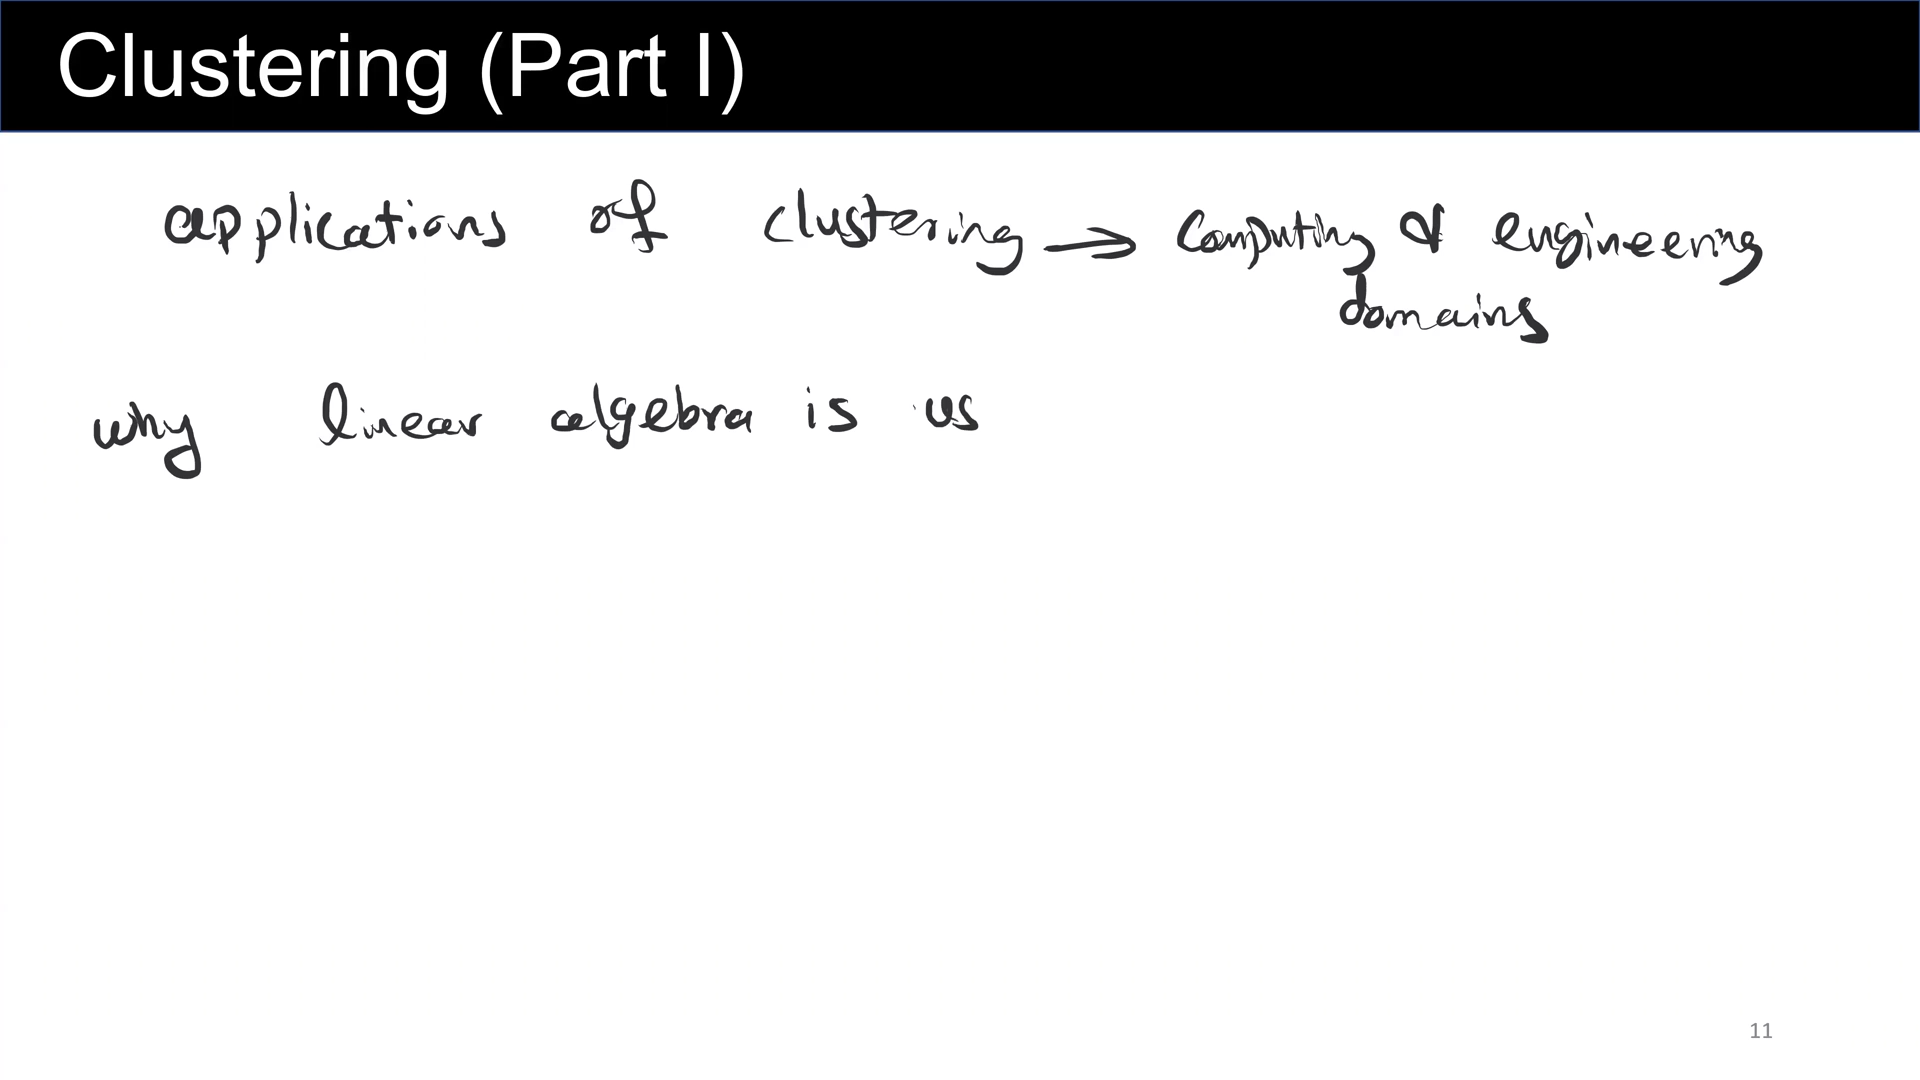 Clustering (Part I)
applications of clustering → Computing & engineering
domains
why linear algebra is us
11